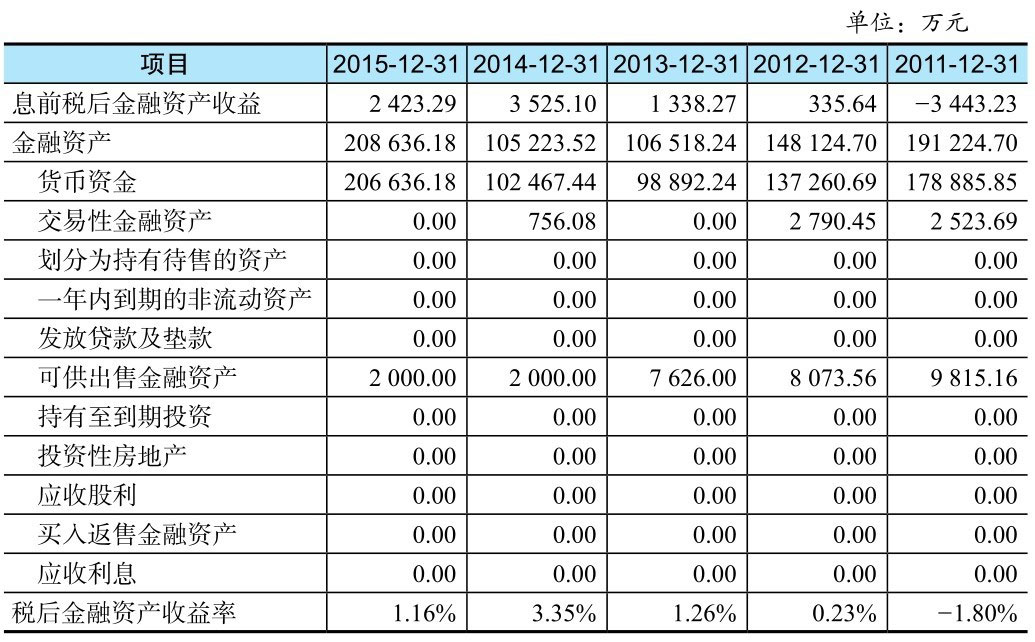 单位：万元
项目 2015-12-31 2014-12-31 2013-12-31 2012-12-31 2011-12-31
息前税后金融资产收益 2 423.29 3 525.10 1 338.27 335.64 −3 443.23
金融资产 208 636.18 105 223.52 106 518.24 148 124.70 191 224.70
货币资金 206 636.18 102 467.44 98 892.24 137 260.69 178 885.85
交易性金融资产 0.00 756.08 0.00 2 790.45 2 523.69
划分为持有待售的资产 0.00 0.00 0.00 0.00 0.00
一年内到期的非流动资产 0.00 0.00 0.00 0.00 0.00
发放贷款及垫款 0.00 0.00 0.00 0.00 0.00
可供出售金融资产 2 000.00 2 000.00 7 626.00 8 073.56 9 815.16
持有至到期投资 0.00 0.00 0.00 0.00 0.00
投资性房地产 0.00 0.00 0.00 0.00 0.00
应收股利 0.00 0.00 0.00 0.00 0.00
买入返售金融资产 0.00 0.00 0.00 0.00 0.00
应收利息 0.00 0.00 0.00 0.00 0.00
税后金融资产收益率 1.16% 3.35% 1.26% 0.23% −1.80%